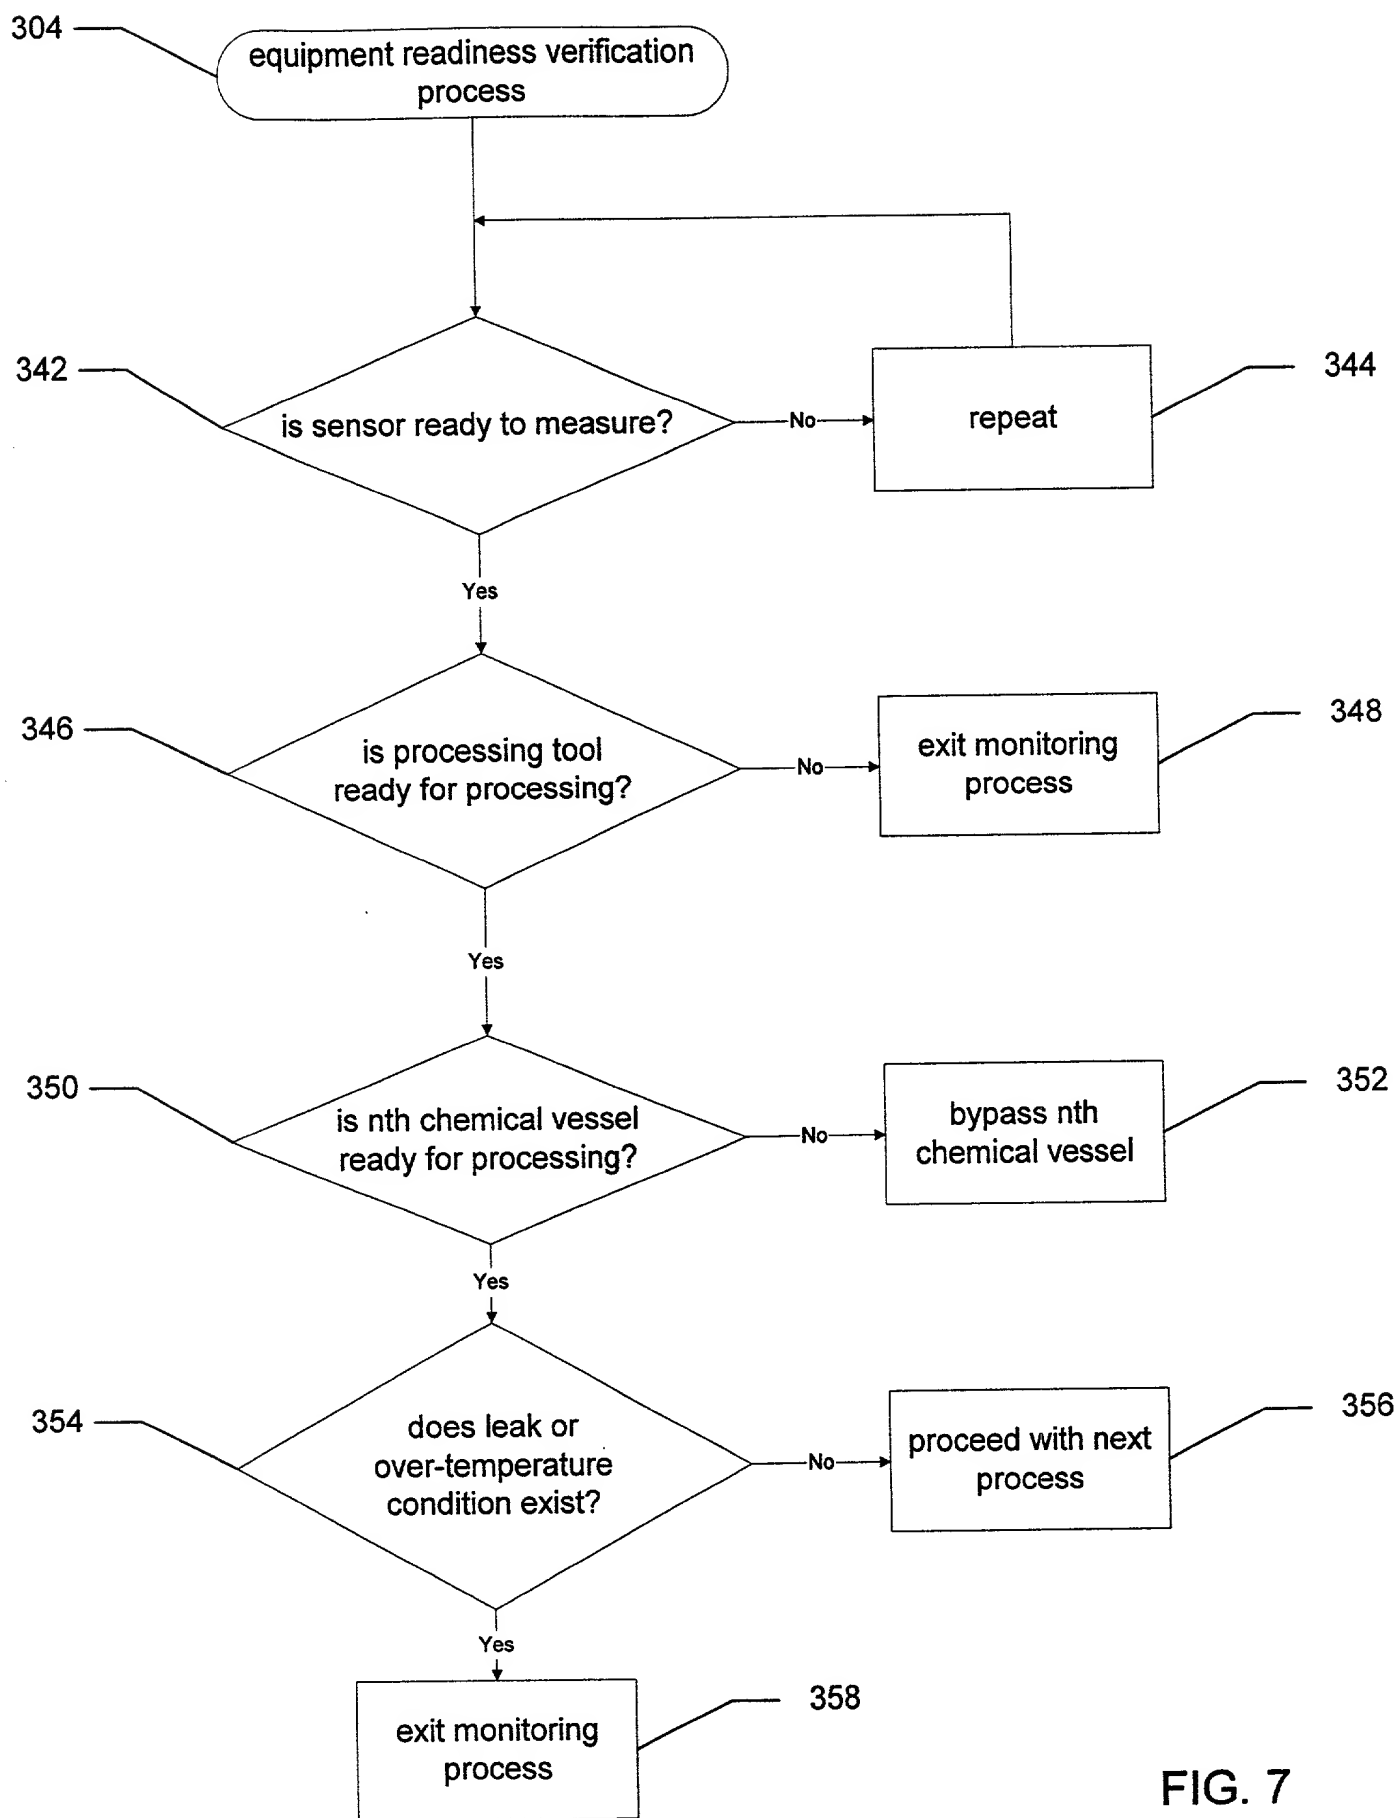 304
equipment readiness verification
process
342
is sensor ready to measure?
No
repeat
344
Yes
346
is processing tool
ready for processing?
No
exit monitoring
process
348
Yes
350
is nth chemical vessel
ready for processing?
No
bypass nth
chemical vessel
352
Yes
354
does leak or
over-temperature
condition exist?
No
proceed with next
process
356
Yes
exit monitoring
process
358
FIG. 7